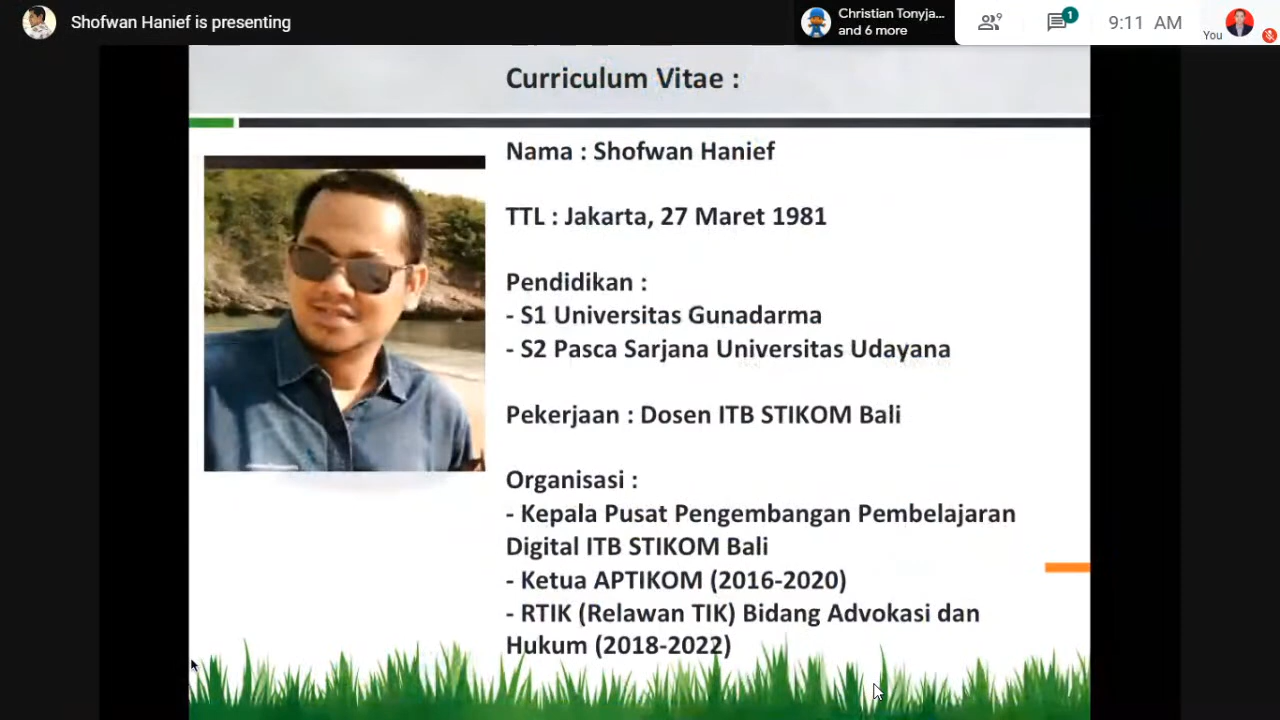 Shofwan Hanief is presenting
Christian Tonyja...
and 6 more
9
1
9:11 AM
You
Curriculum Vitae :
Nama : Shofwan Hanief
TTL : Jakarta, 27 Maret 1981
Pendidikan :
- S1 Universitas Gunadarma
- S2 Pasca Sarjana Universitas Udayana
Pekerjaan : Dosen ITB STIKOM Bali
Organisasi :
- Kepala Pusat Pengembangan Pembelajaran
Digital ITB STIKOM Bali
- Ketua APTIKOM (2016-2020)
- RTIK (Relawan TIK) Bidang Advokasi dan
Hukum (2018-2022)